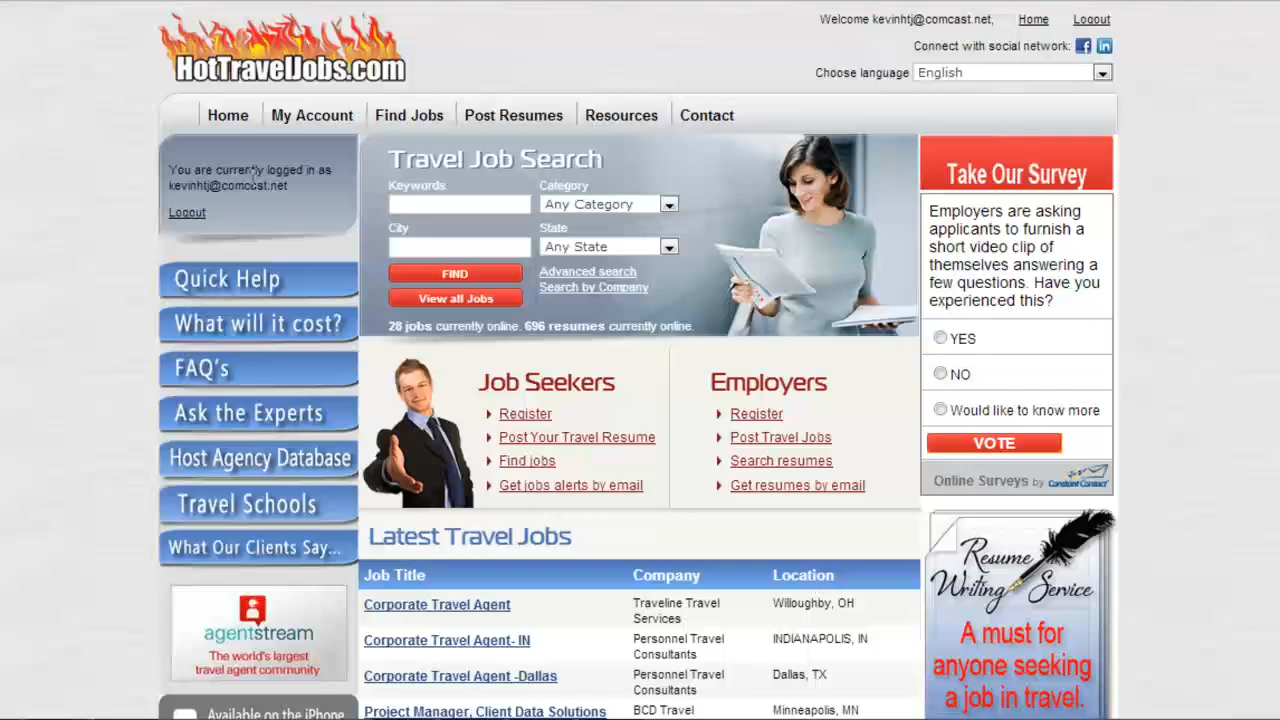 Welcome kevinhtj@comcast.net, Home Logout
HotTravelJobs.com
Connect with social network:
Choose language English
Home My Account Find Jobs Post Resumes Resources Contact
You are currently logged in as
kevinhtj@comcast.net
Logout
Quick Help
What will it cost?
FAQ's
Ask the Experts
Host Agency Database
Travel Schools
What Our Clients Say...
agentstream
The world's largest
travel agent community
Available on the iPhone
Travel Job Search
Keywords Category
Any Category
City State
Any State
FIND Advanced search
Search by Company
View all Jobs
28 jobs currently online. 696 resumes currently online.
Job Seekers
Register
Post Your Travel Resume
Find jobs
Get jobs alerts by email
Employers
Register
Post Travel Jobs
Search resumes
Get resumes by email
Latest Travel Jobs
Job Title Company Location
Corporate Travel Agent Traveline Travel Willoughby, OH
Services
Corporate Travel Agent- IN Personnel Travel INDIANAPOLIS, IN
Consultants
Corporate Travel Agent -Dallas Personnel Travel Dallas, TX
Consultants
Project Manager, Client Data Solutions BCD Travel Minneapolis, MN
Take Our Survey
Employers are asking
applicants to furnish a
short video clip of
themselves answering a
few questions. Have you
experienced this?
YES
NO
Would like to know more
VOTE
Online Surveys by Constant Contact
Resume
Writing Service
A must for
anyone seeking
a job in travel.